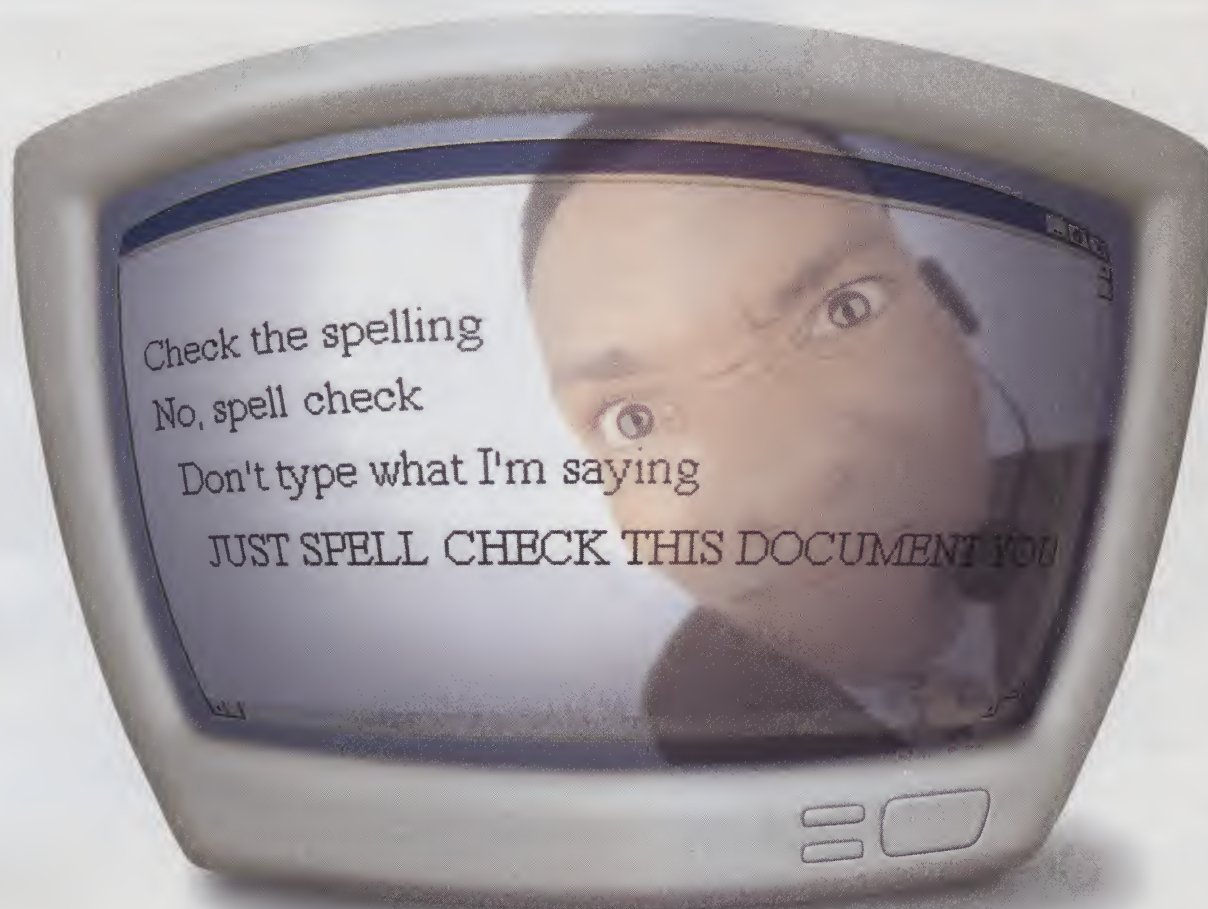 Check the spelling
No, spell check
Don't type what I'm saying
JUST SPELL CHECK THIS DOCUMENT YOU